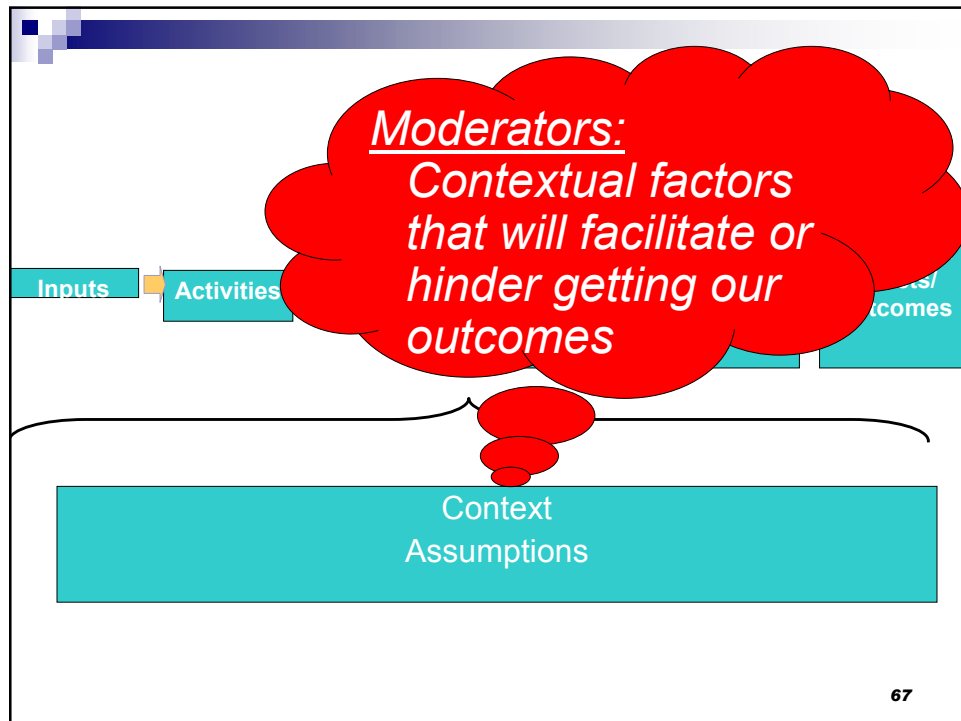 Moderators:
Contextual factors
that will facilitate or
hinder getting our
outcomes
Inputs
Activities
Context
Assumptions
67